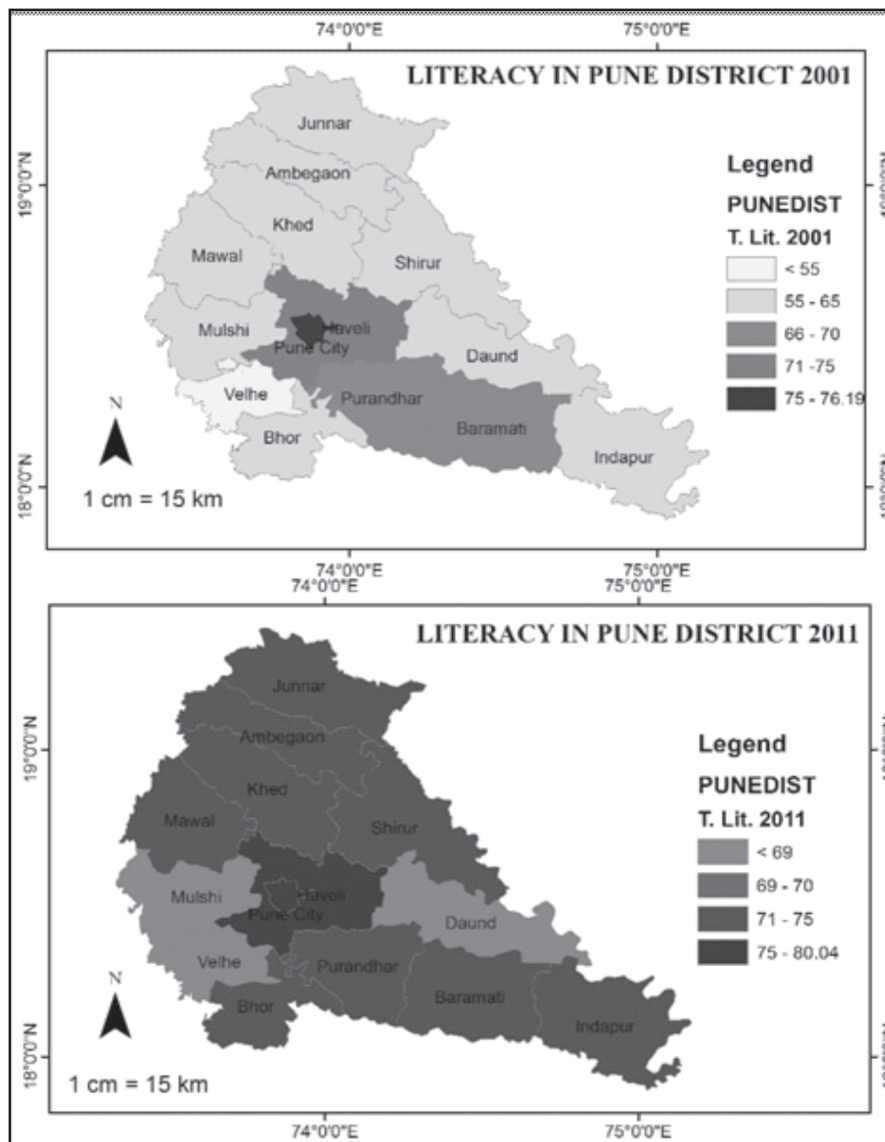 74°0'0"E 75°0'0"E
LITERACY IN PUNE DISTRICT 2001
Junnar
Ambegaon
Khed
Mawal
Shirur
Mulshi
Haveli
Pune City
Daund
Velhe
Purandhar
Baramati
Bhor
Indapur
Legend
PUNEDIST
T. Lit. 2001
< 55
55 - 65
66 - 70
71 -75
75 - 76.19
19°0'0"N
18°0'0"N
N
1 cm = 15 km
74°0'0"E 75°0'0"E
74°0'0"E 75°0'0"E
LITERACY IN PUNE DISTRICT 2011
Junnar
Ambegaon
Khed
Mawal
Shirur
Mulshi
Haveli
Pune City
Daund
Velhe
Purandhar
Baramati
Bhor
Indapur
Legend
PUNEDIST
T. Lit. 2011
< 69
69 - 70
71 - 75
75 - 80.04
19°0'0"N
18°0'0"N
N
1 cm = 15 km
74°0'0"E 75°0'0"E